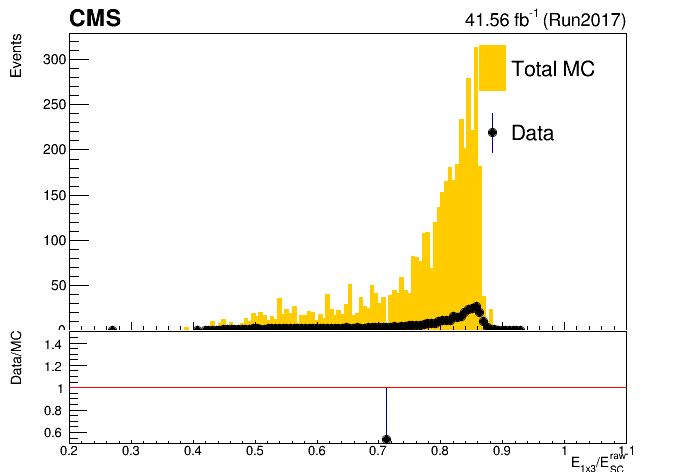 CMS
41.56 fb-1 (Run2017)
Events
300
250
200
150
100
50
0
Total MC
Data
Data/MC
1.4
1.2
1
0.8
0.6
0.2 0.3 0.4 0.5 0.6 0.7 0.8 0.9 1 1.1
E1x3/ErawSC